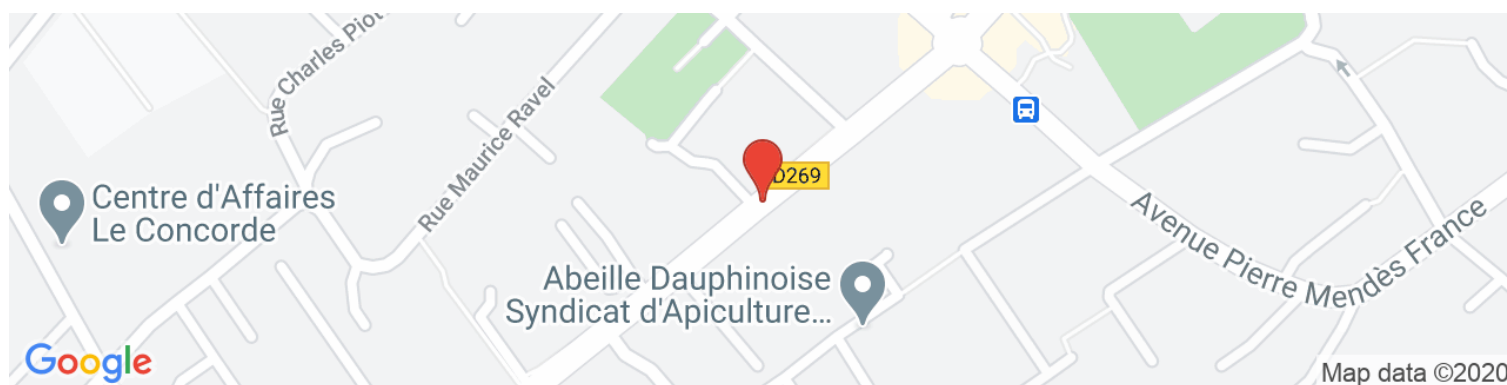 Rue Charles Piot
Rue Maurice Ravel
D269
Centre d'Affaires
Le Concorde
Avenue Pierre Mendès France
Abeille Dauphinoise
Syndicat d'Apiculture...
Google
Map data ©2020